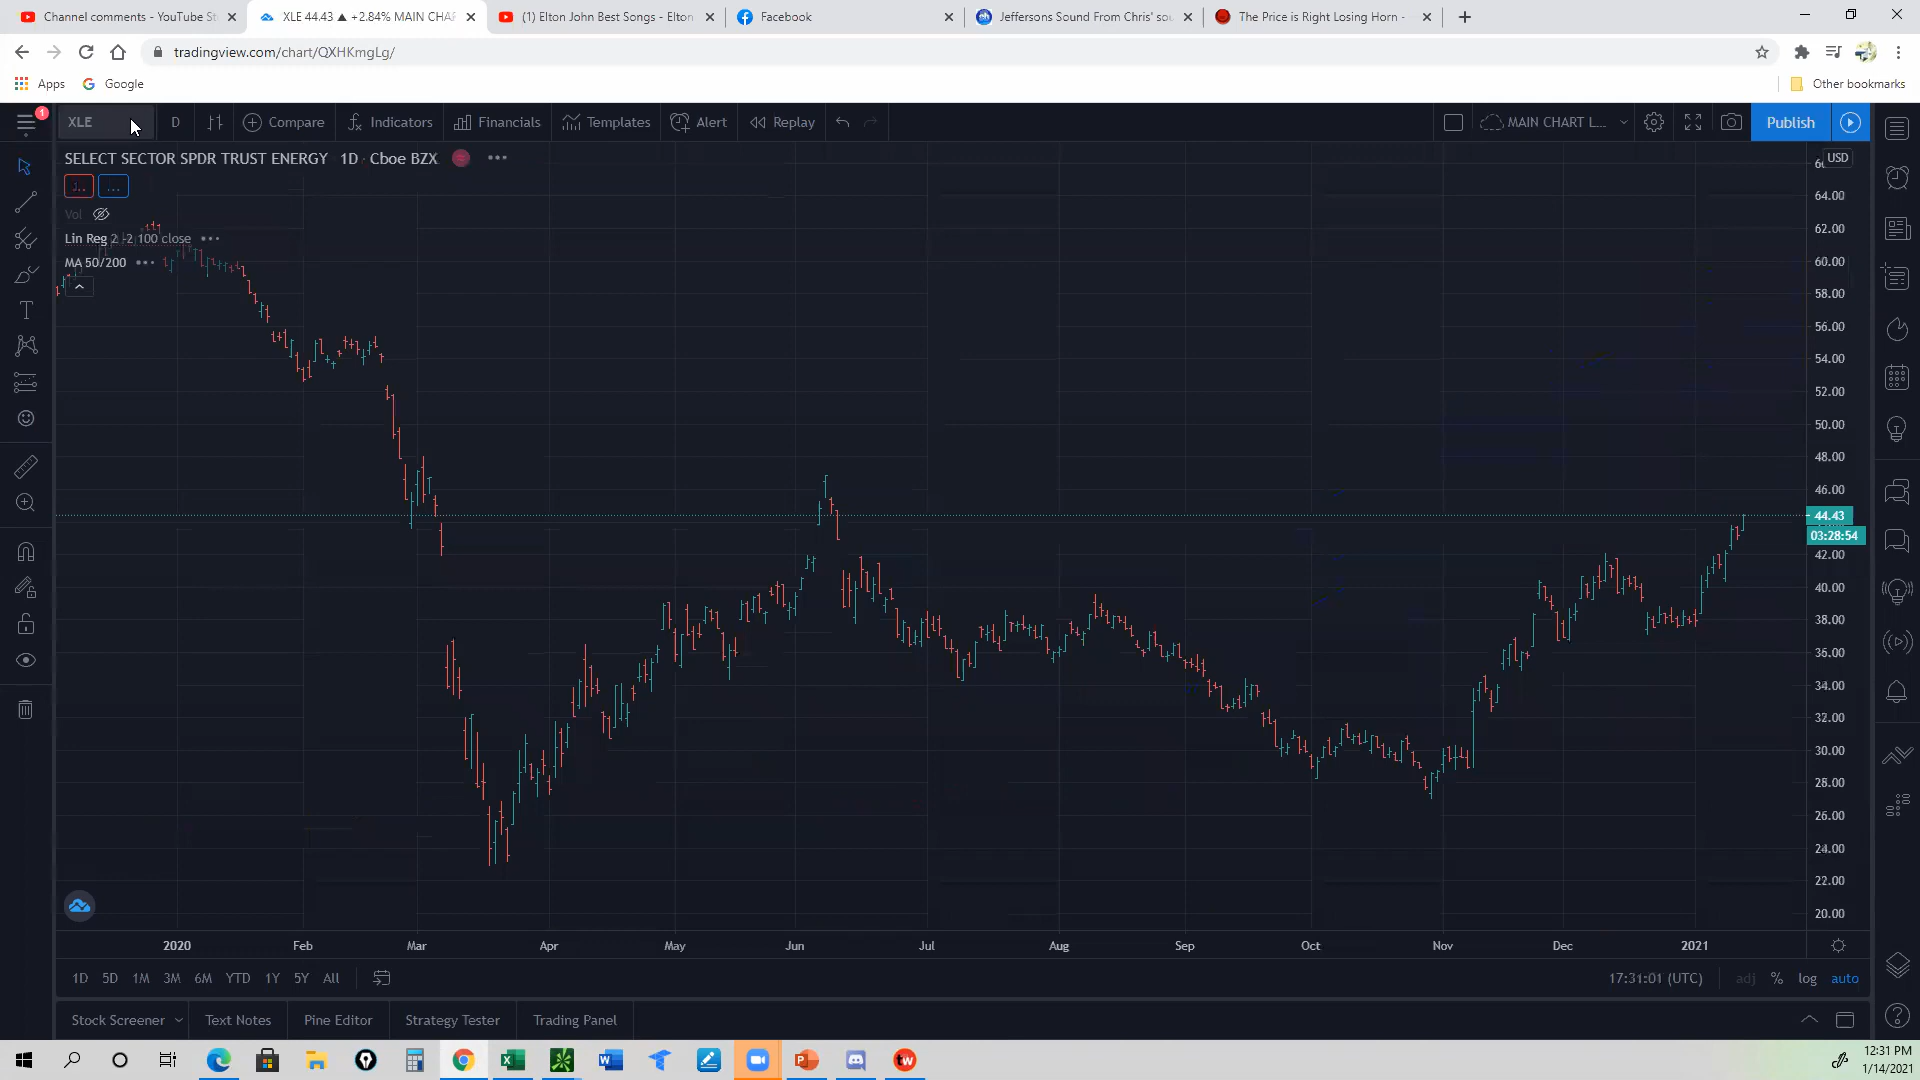 Channel comments - YouTube St
XLE 44.43 ▲ +2.84% MAIN CHAR
(1) Elton John Best Songs - Elton
Facebook
Jeffersons Sound From Chris' sou
The Price is Right Losing Horn -
tradingview.com/chart/QXHKmgLg/
Apps
Google
Other bookmarks
1
XLE
D
Compare
Indicators
Financials
Templates
Alert
Replay
MAIN CHART L...
Publish
SELECT SECTOR SPDR TRUST ENERGY 1D Cboe BZX
USD
Vol
Lin Reg 2 -2 100 close
MA 50/200
64.00
62.00
60.00
58.00
56.00
54.00
52.00
50.00
48.00
46.00
44.43
03:28:54
42.00
40.00
38.00
36.00
34.00
32.00
30.00
28.00
26.00
24.00
22.00
20.00
2020 Feb Mar Apr May Jun Jul Aug Sep Oct Nov Dec 2021
1D 5D 1M 3M 6M YTD 1Y 5Y All
17:31:01 (UTC)
adj % log auto
Stock Screener
Text Notes
Pine Editor
Strategy Tester
Trading Panel
tw
12:31 PM
1/14/2021